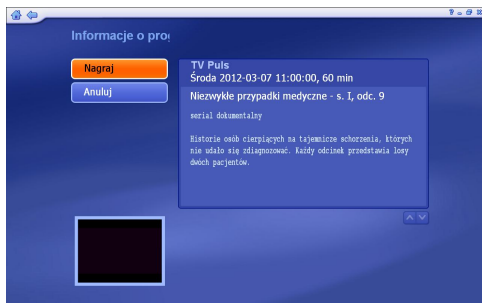 Informacje o prog
Nagraj
Anuluj
TV Puls
Środa 2012-03-07 11:00:00, 60 min
Niezwykłe przypadki medyczne - s. I, odc. 9
serial dokumentalny
Historie osób cierpiących na tajemnicze schorzenia, których
nie udało się zdiagnozować. Każdy odcinek przedstawia losy
dwóch pacjentów.